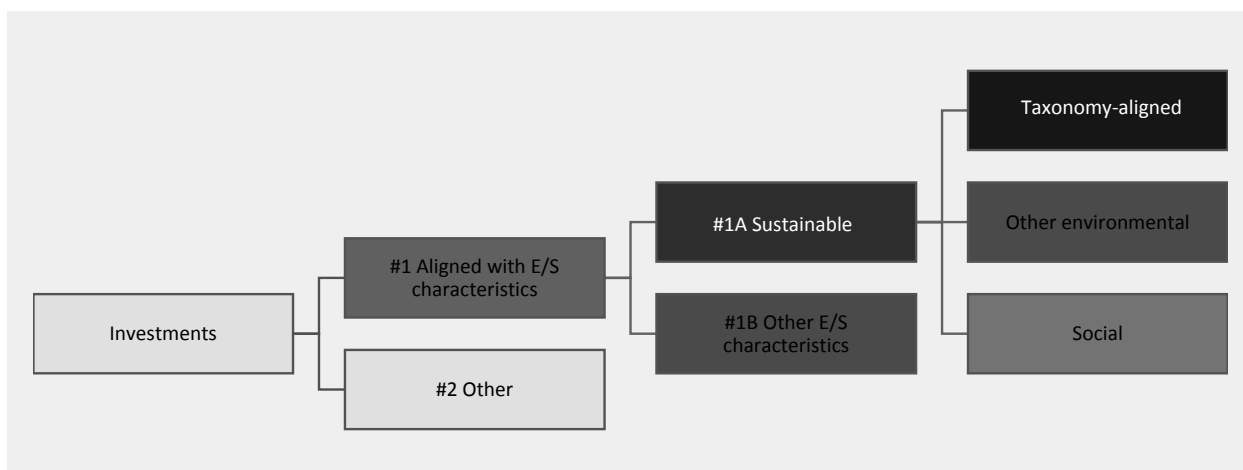 Investments
#1 Aligned with E/S
characteristics
#2 Other
#1A Sustainable
#1B Other E/S
characteristics
Taxonomy-aligned
Other environmental
Social